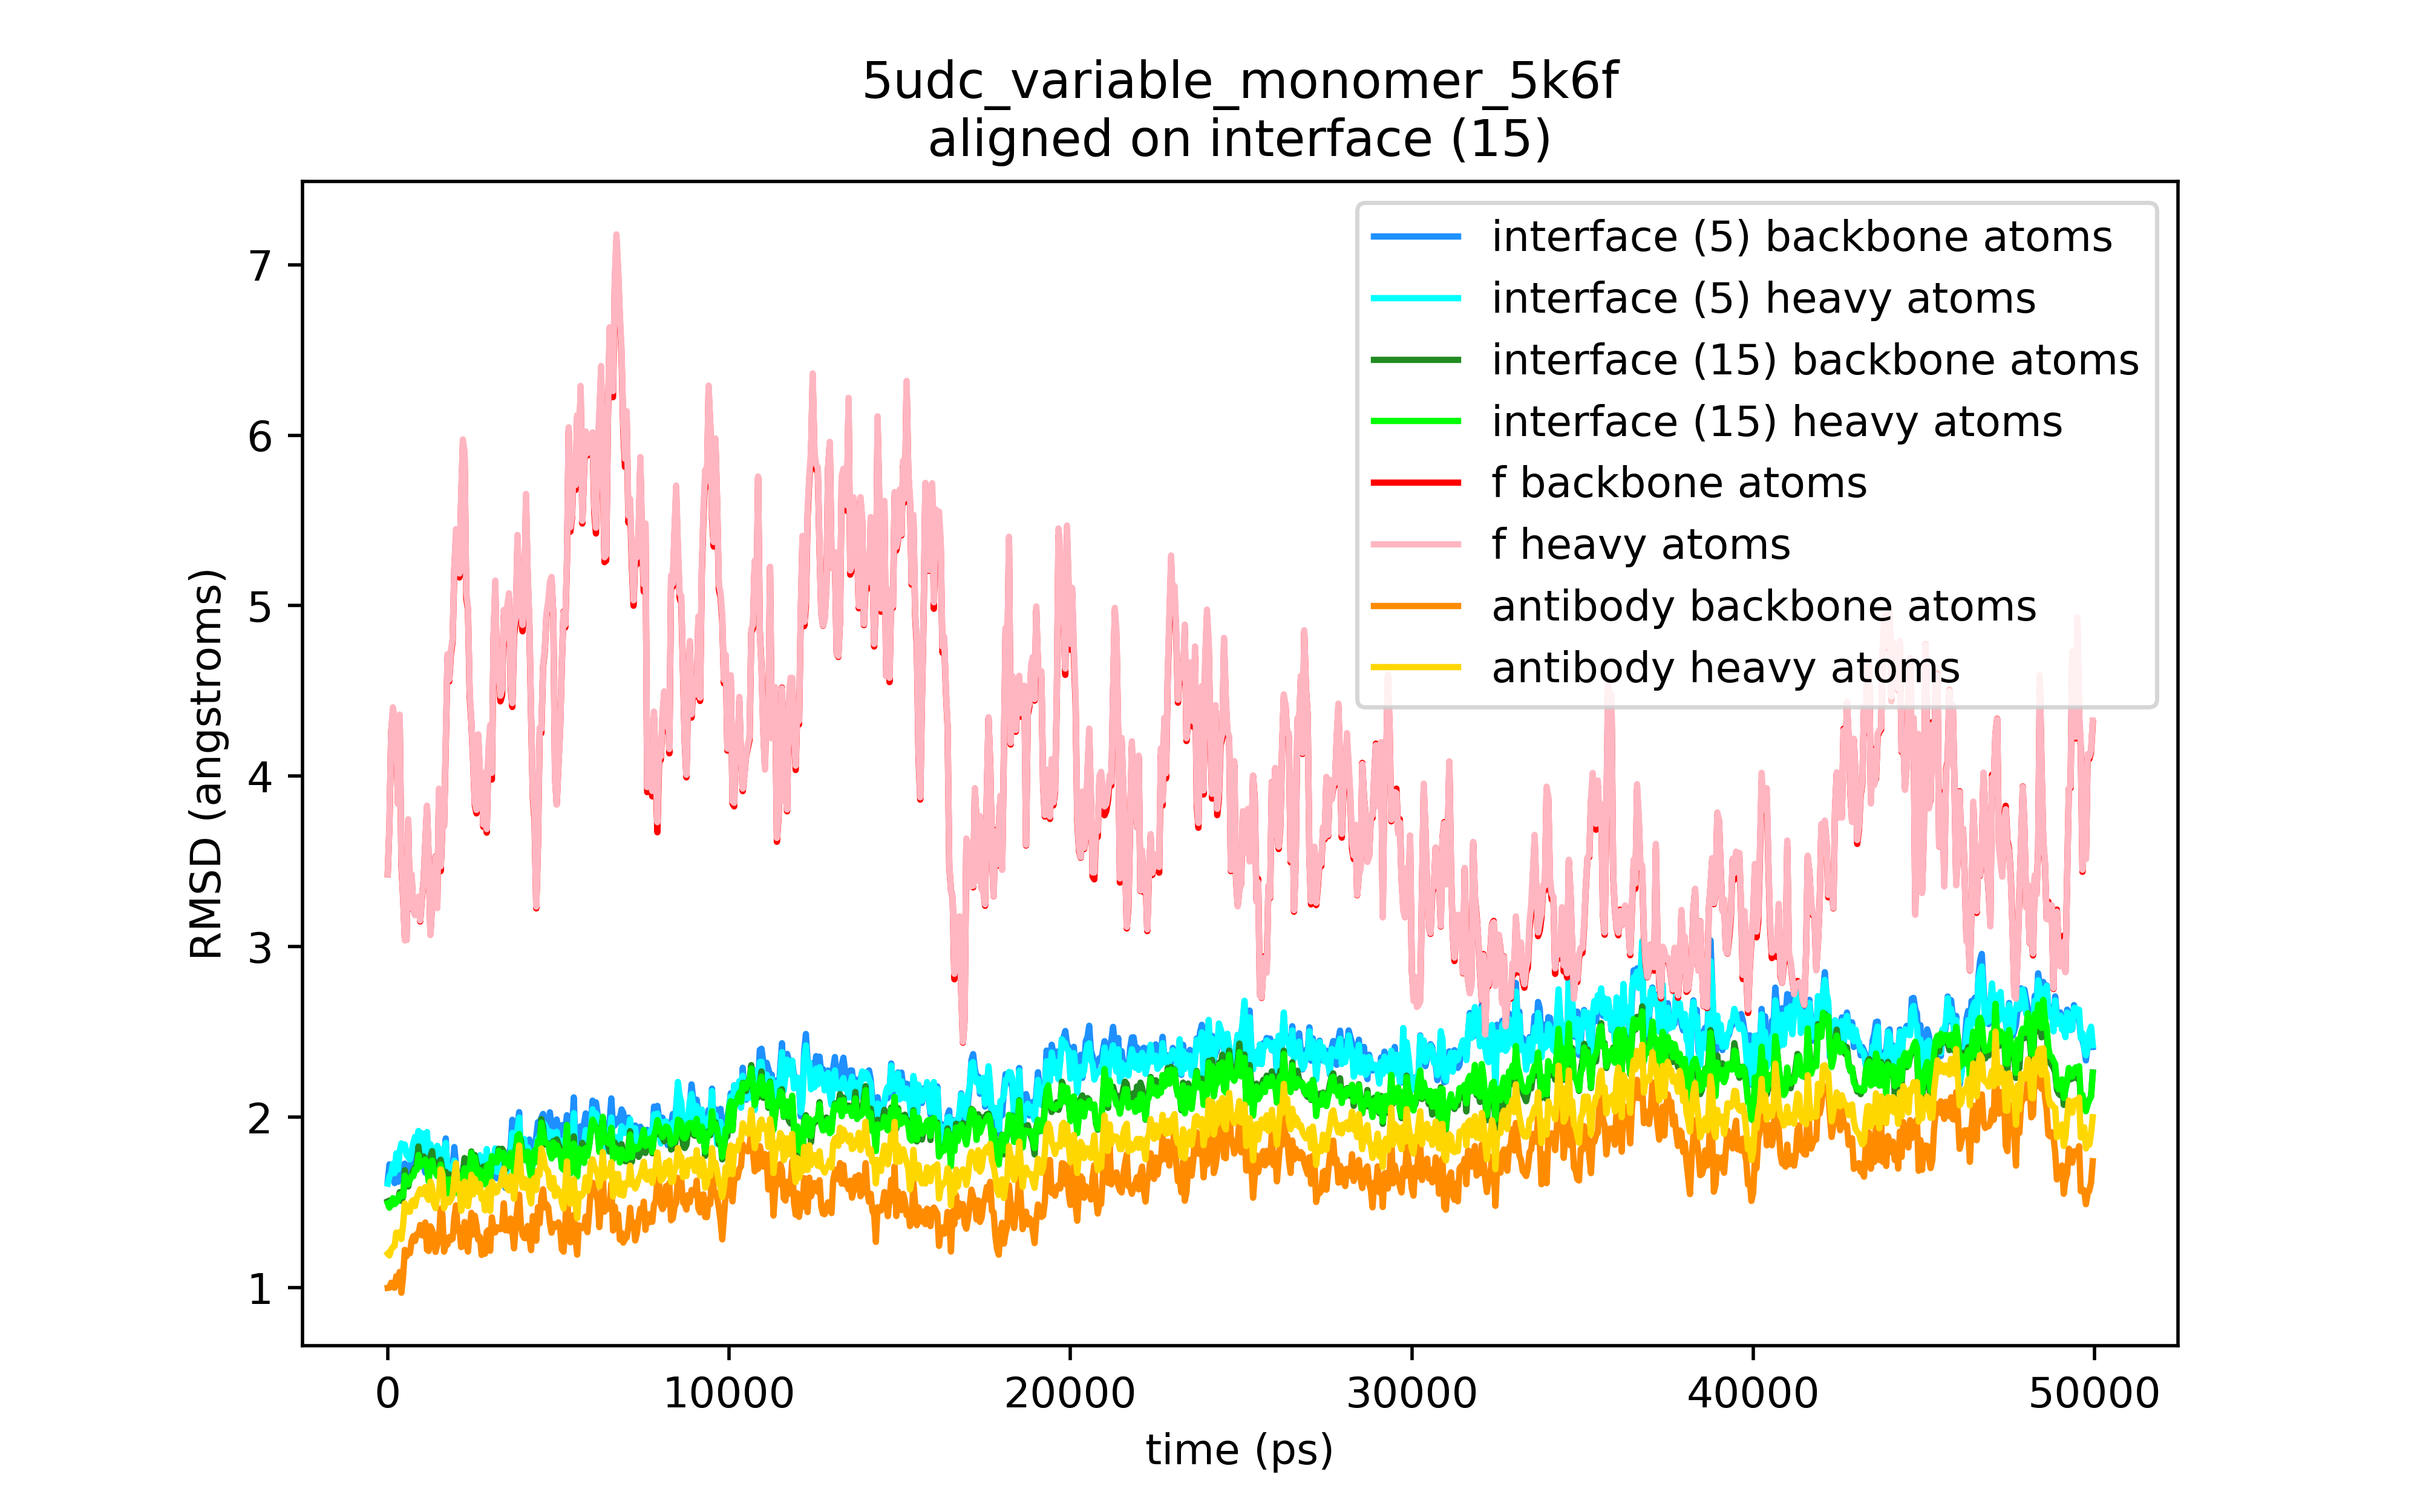 5udc_variable_monomer_5k6f
aligned on interface (15)
interface (5) backbone atoms
interface (5) heavy atoms
interface (15) backbone atoms
interface (15) heavy atoms
f backbone atoms
f heavy atoms
antibody backbone atoms
antibody heavy atoms
7
6
5
4
3
2
1
RMSD (angstroms)
0 10000 20000 30000 40000 50000
time (ps)